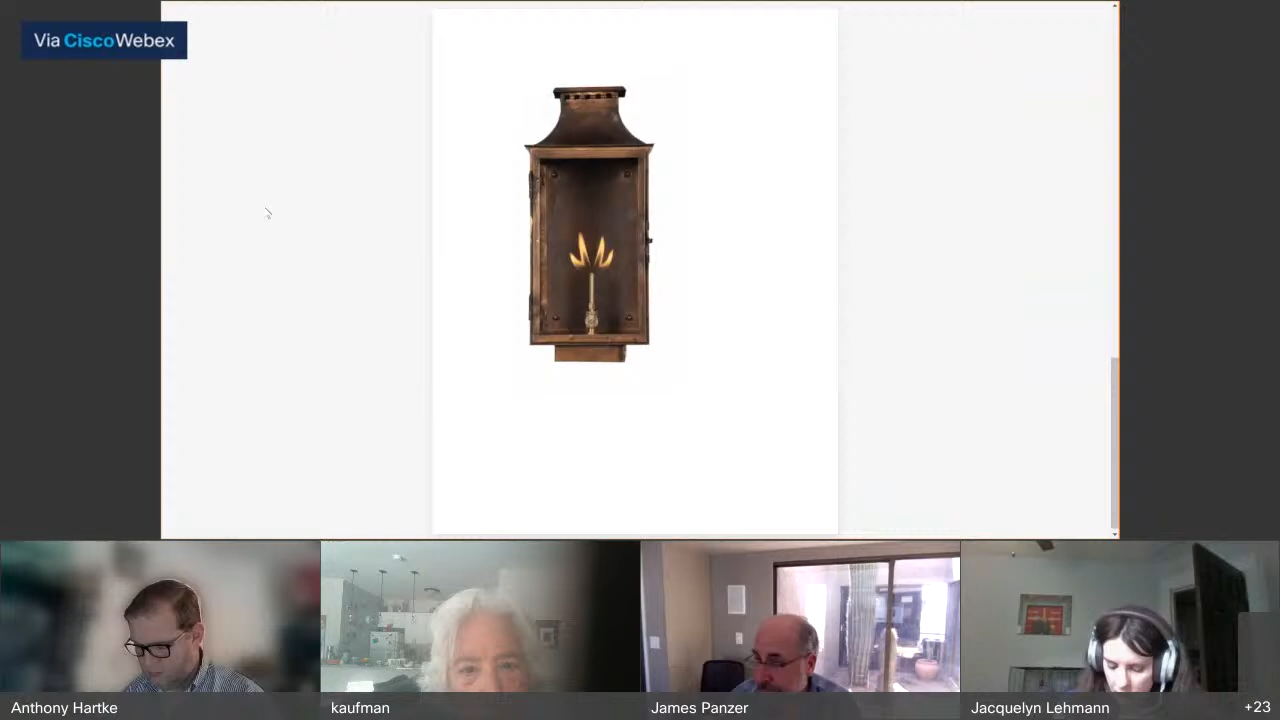 Via CiscoWebex
Anthony Hartke
kaufman
James Panzer
Jacquelyn Lehmann
+23